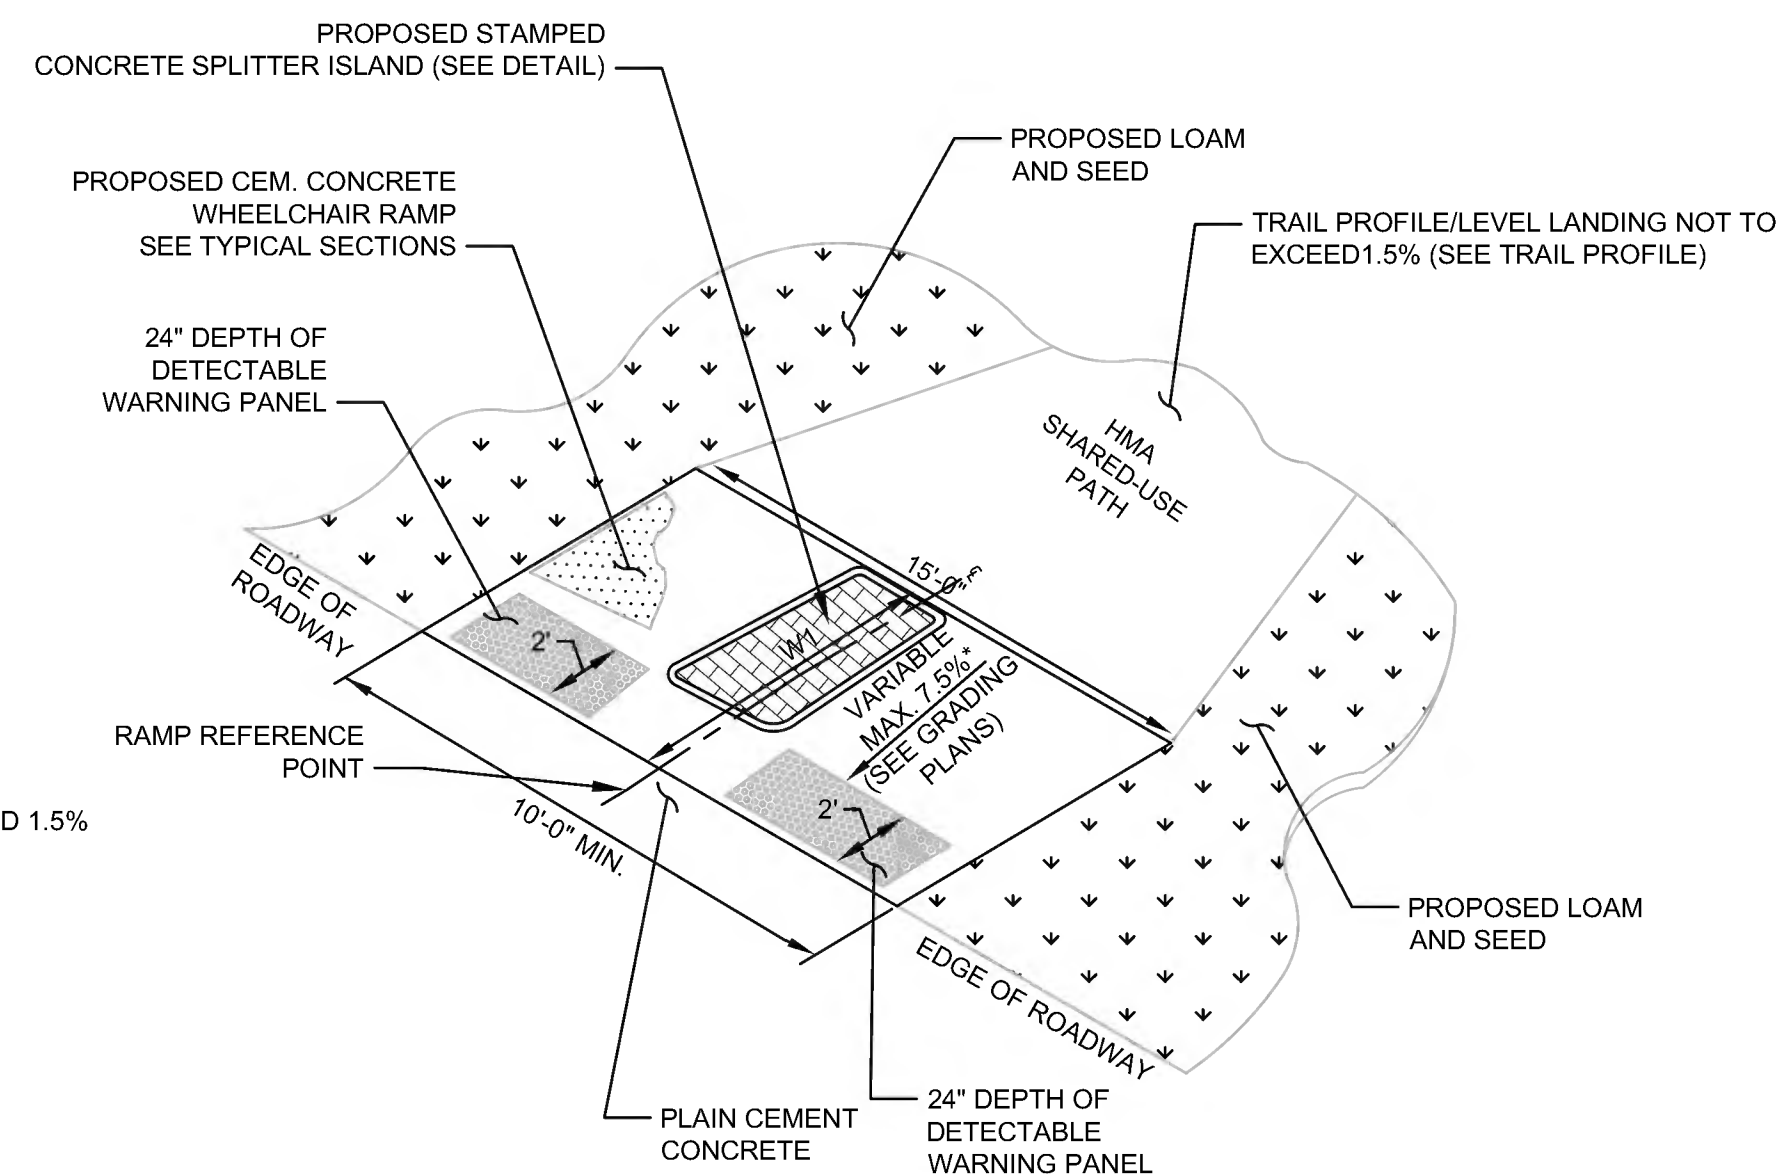 PROPOSED STAMPED
CONCRETE SPLITTER ISLAND (SEE DETAIL)
PROPOSED LOAM
AND SEED
PROPOSED CEM. CONCRETE
WHEELCHAIR RAMP
SEE TYPICAL SECTIONS
TRAIL PROFILE/LEVEL LANDING NOT TO
EXCEED1.5% (SEE TRAIL PROFILE)
24" DEPTH OF
DETECTABLE
WARNING PANEL
HMA
SHARED-USE
PATH
EDGE OF
ROADWAY
15'-0"
W1
2'
VARIABLE
MAX. 7.5%*
(SEE GRADING
PLANS)
RAMP REFERENCE
POINT
10'-0" MIN.
2'
D 1.5%
PROPOSED LOAM
AND SEED
EDGE OF ROADWAY
PLAIN CEMENT
CONCRETE
24" DEPTH OF
DETECTABLE
WARNING PANEL